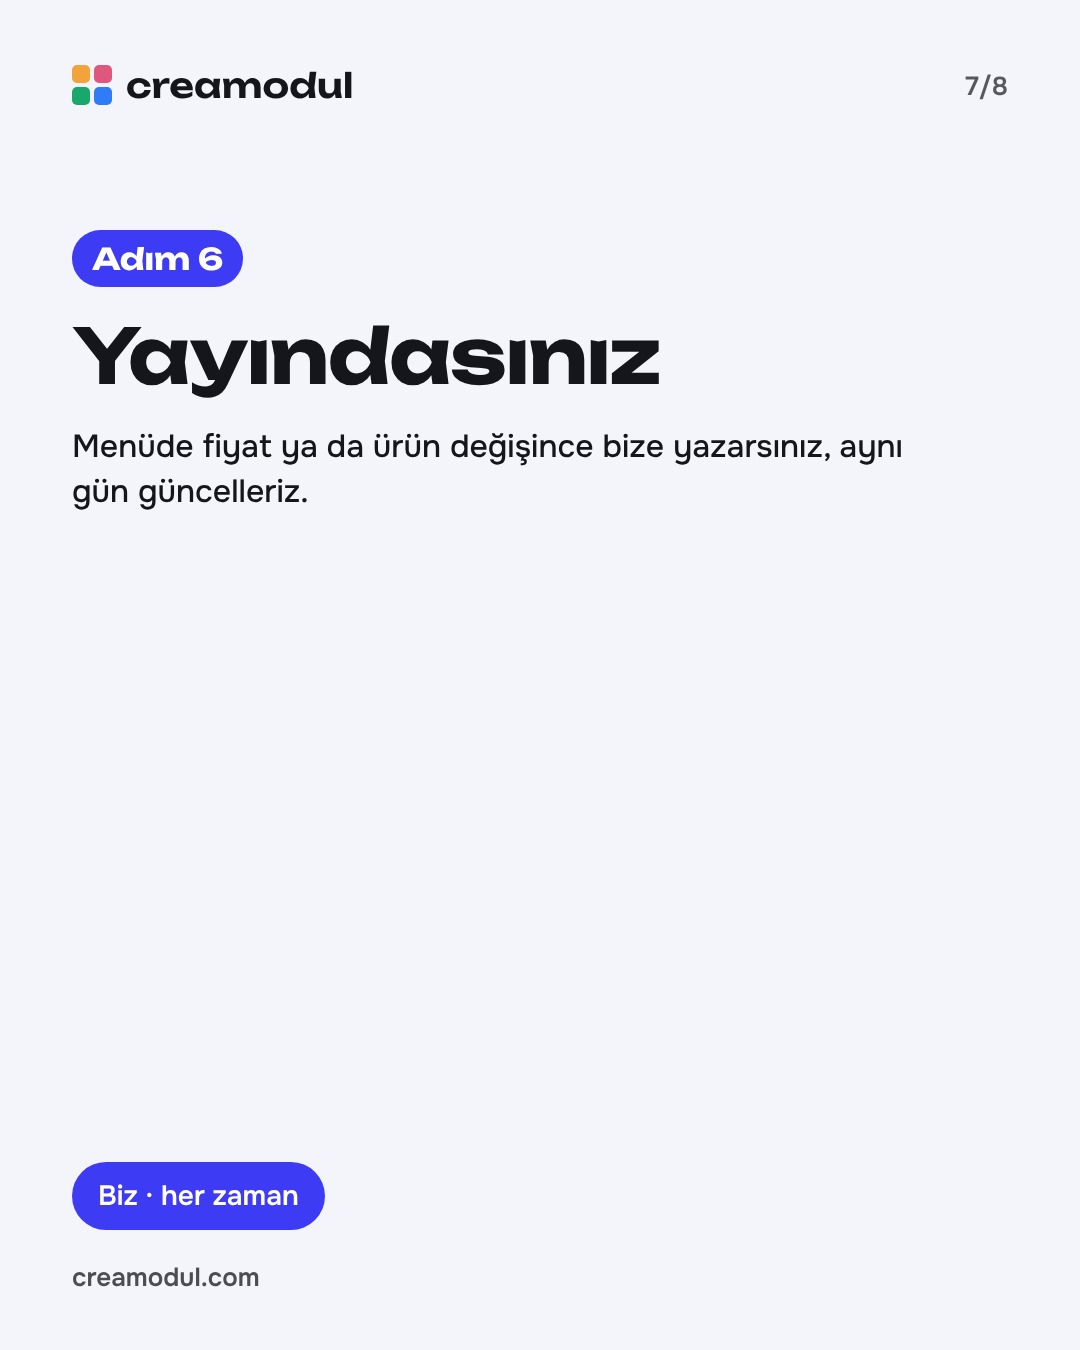 creamodul
7/8
Adım 6
Yayındasınız
Menüde fiyat ya da ürün değişince bize yazarsınız, aynı
gün güncelleriz.
Biz · her zaman
creamodul.com